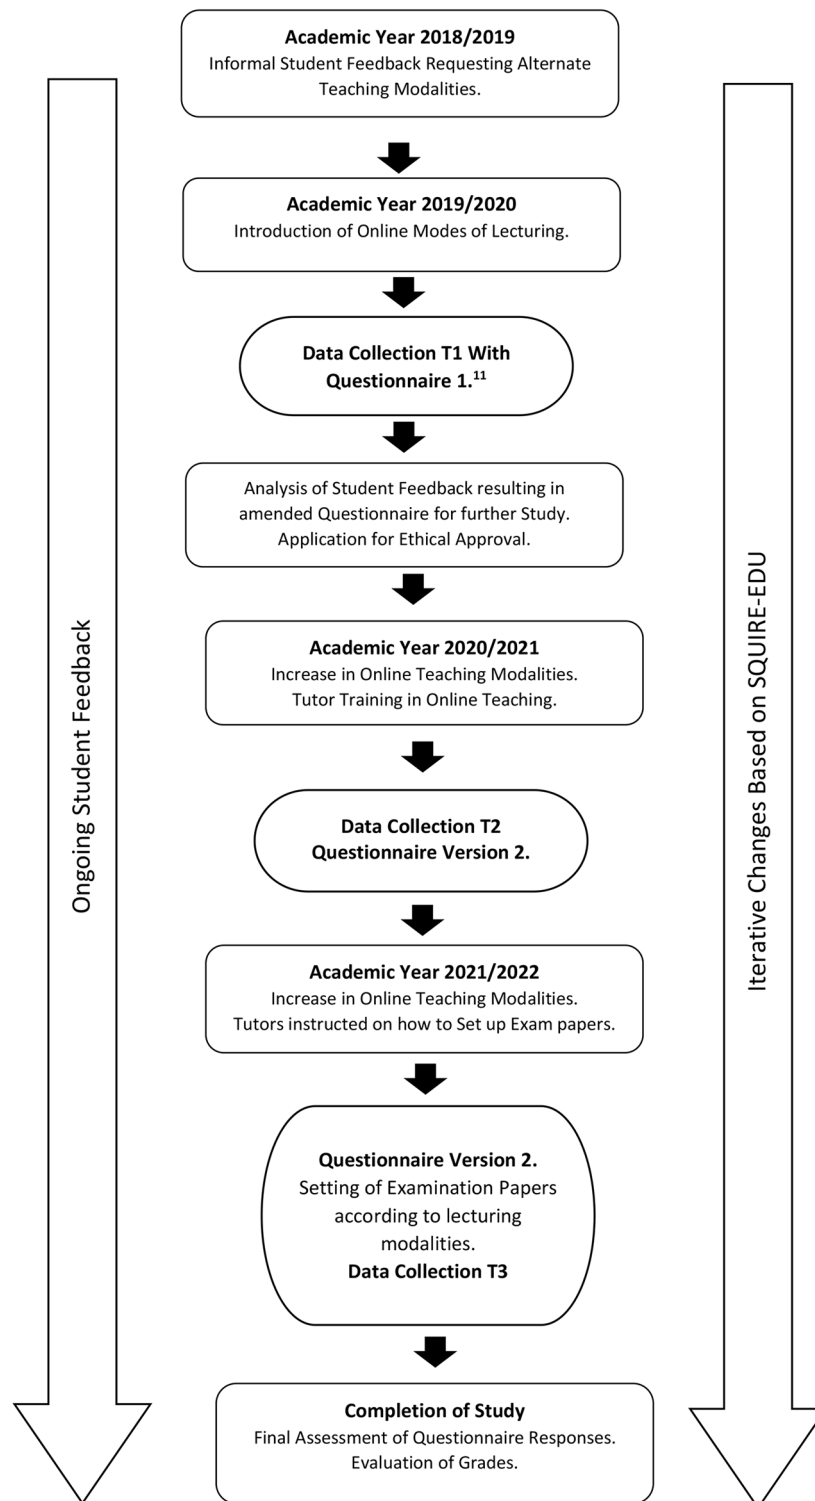 Academic Year 2018/2019
Informal Student Feedback Requesting Alternate
Teaching Modalities.
Academic Year 2019/2020
Introduction of Online Modes of Lecturing.
Data Collection T1 With
Questionnaire 1.¹¹
Analysis of Student Feedback resulting in
amended Questionnaire for further Study.
Application for Ethical Approval.
Academic Year 2020/2021
Increase in Online Teaching Modalities.
Tutor Training in Online Teaching.
Data Collection T2
Questionnaire Version 2.
Academic Year 2021/2022
Increase in Online Teaching Modalities.
Tutors instructed on how to Set up Exam papers.
Questionnaire Version 2.
Setting of Examination Papers
according to lecturing
modalities.
Data Collection T3
Completion of Study
Final Assessment of Questionnaire Responses.
Evaluation of Grades.
Ongoing Student Feedback
Iterative Changes Based on SQUIRE-EDU